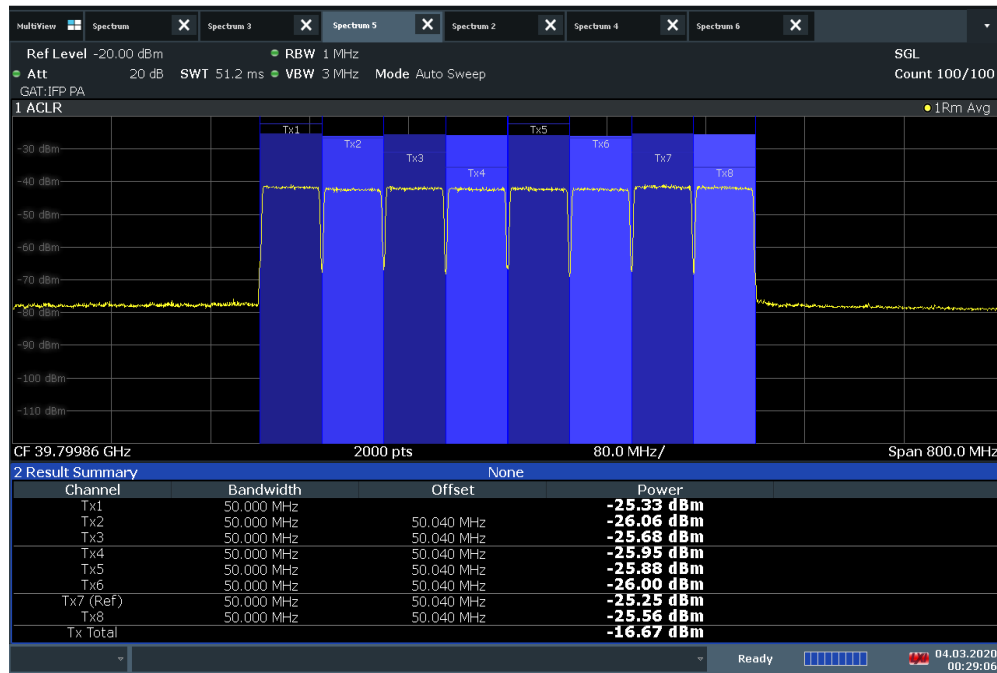 MultiView Spectrum X Spectrum 3 X Spectrum 5 X Spectrum 2 X Spectrum 4 X Spectrum 6 X
Ref Level -20.00 dBm RBW 1 MHz SGL
Att 20 dB SWT 51.2 ms VBW 3 MHz Mode Auto Sweep Count 100/100
GAT:IFP PA
1 ACLR 1Rm Avg
Tx1 Tx5
Tx2 Tx6
-30 dBm
Tx3 Tx7
Tx4 Tx8
-40 dBm
-50 dBm
-60 dBm
-70 dBm
-80 dBm
-90 dBm
-100 dBm
-110 dBm
CF 39.79986 GHz 2000 pts 80.0 MHz/ Span 800.0 MHz
2 Result Summary None
Channel Bandwidth Offset Power
Tx1 50.000 MHz -25.33 dBm
Tx2 50.000 MHz 50.040 MHz -26.06 dBm
Tx3 50.000 MHz 50.040 MHz -25.68 dBm
Tx4 50.000 MHz 50.040 MHz -25.95 dBm
Tx5 50.000 MHz 50.040 MHz -25.88 dBm
Tx6 50.000 MHz 50.040 MHz -26.00 dBm
Tx7 (Ref) 50.000 MHz 50.040 MHz -25.25 dBm
Tx8 50.000 MHz 50.040 MHz -25.56 dBm
Tx Total -16.67 dBm
Ready 04.03.2020
00:29:06